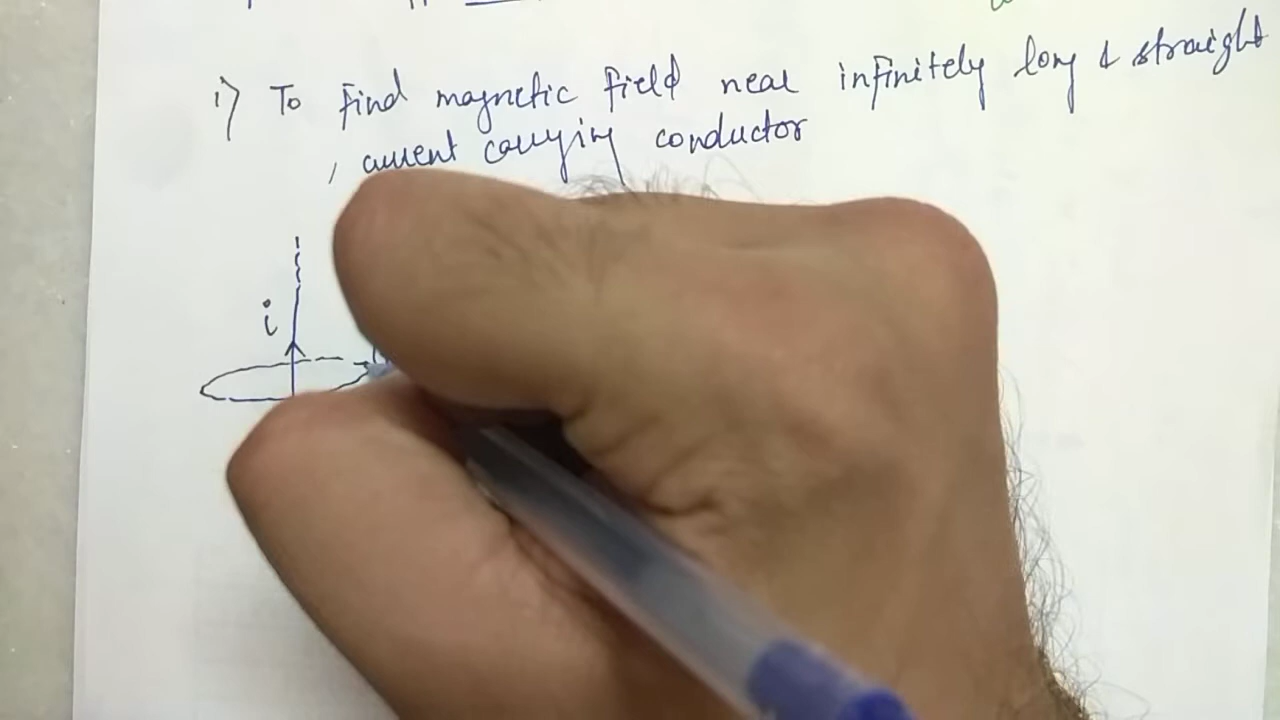 i) To find magnetic field near infinitely long & straight
, current carrying conductor
i